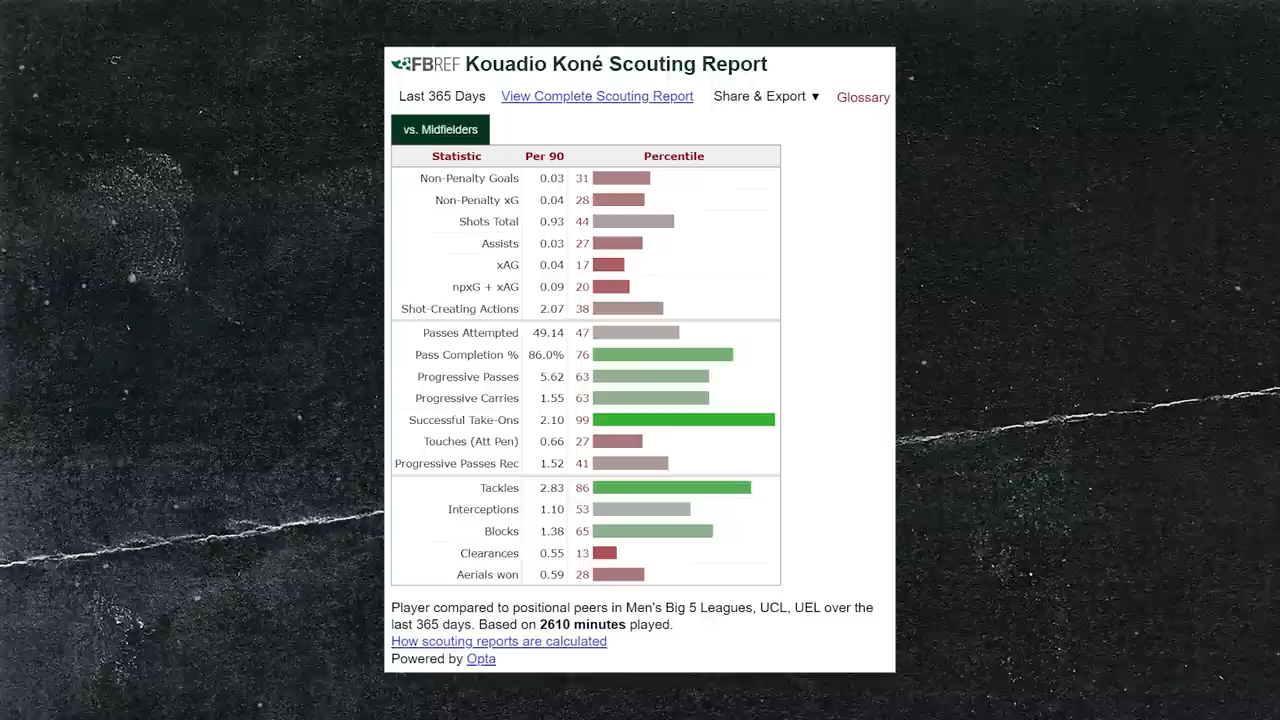 FBREF Kouadio Koné Scouting Report
Last 365 Days View Complete Scouting Report Share & Export ▼ Glossary
vs. Midfielders
Statistic Per 90 Percentile
Non-Penalty Goals 0.03 31
Non-Penalty xG 0.04 28
Shots Total 0.93 44
Assists 0.03 27
xAG 0.04 17
npxG + xAG 0.09 20
Shot-Creating Actions 2.07 38
Passes Attempted 49.14 47
Pass Completion % 86.0% 76
Progressive Passes 5.62 63
Progressive Carries 1.55 63
Successful Take-Ons 2.10 99
Touches (Att Pen) 0.66 27
Progressive Passes Rec 1.52 41
Tackles 2.83 86
Interceptions 1.10 53
Blocks 1.38 65
Clearances 0.55 13
Aerials won 0.59 28
Player compared to positional peers in Men's Big 5 Leagues, UCL, UEL over the
last 365 days. Based on 2610 minutes played.
How scouting reports are calculated
Powered by Opta